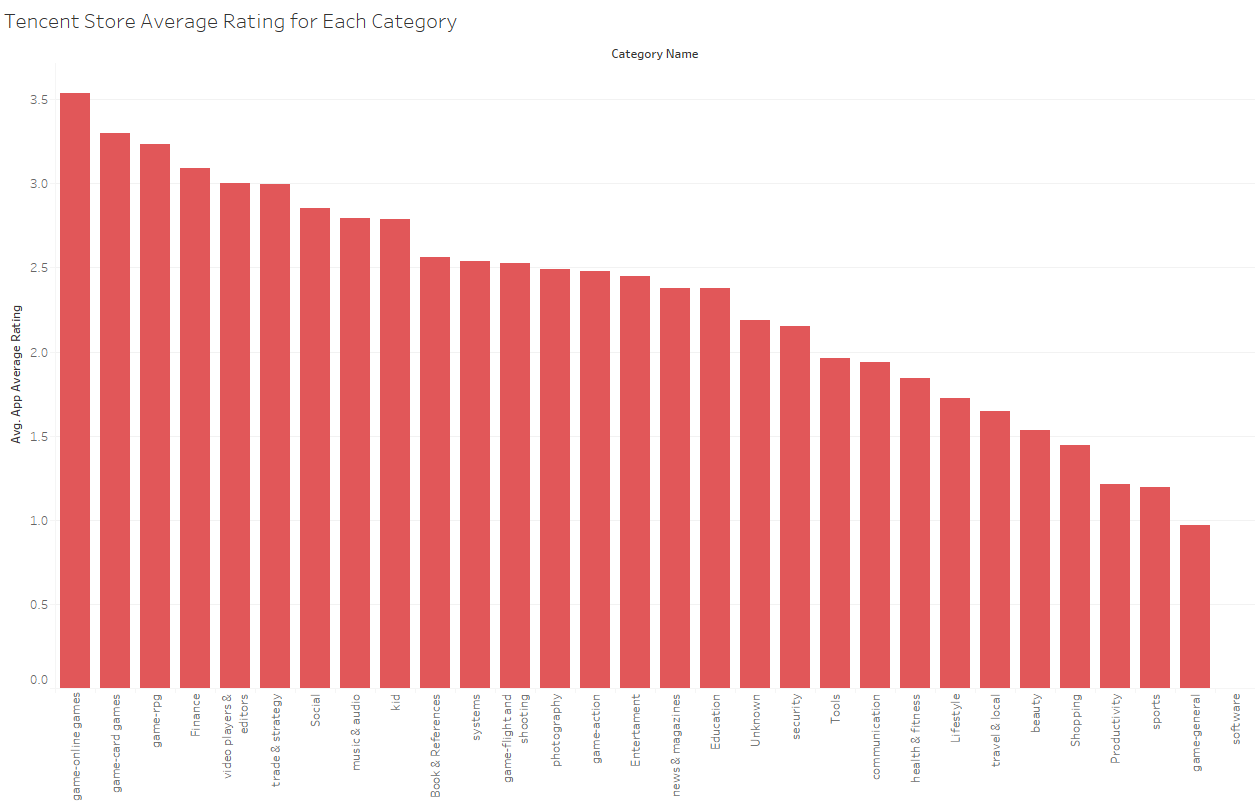 Tencent Store Average Rating for Each Category
Category Name
Avg. App Average Rating
3.5
3.0
2.5
2.0
1.5
1.0
0.5
0.0
game-online games
game-card games
game-rpg
Finance
video players &
editors
trade & strategy
Social
music & audio
kid
Book & References
systems
game-flight and
shooting
photography
game-action
Entertainment
news & magazines
Education
Unknown
security
Tools
communication
health & fitness
Lifestyle
travel & local
beauty
Shopping
Productivity
sports
game-general
software